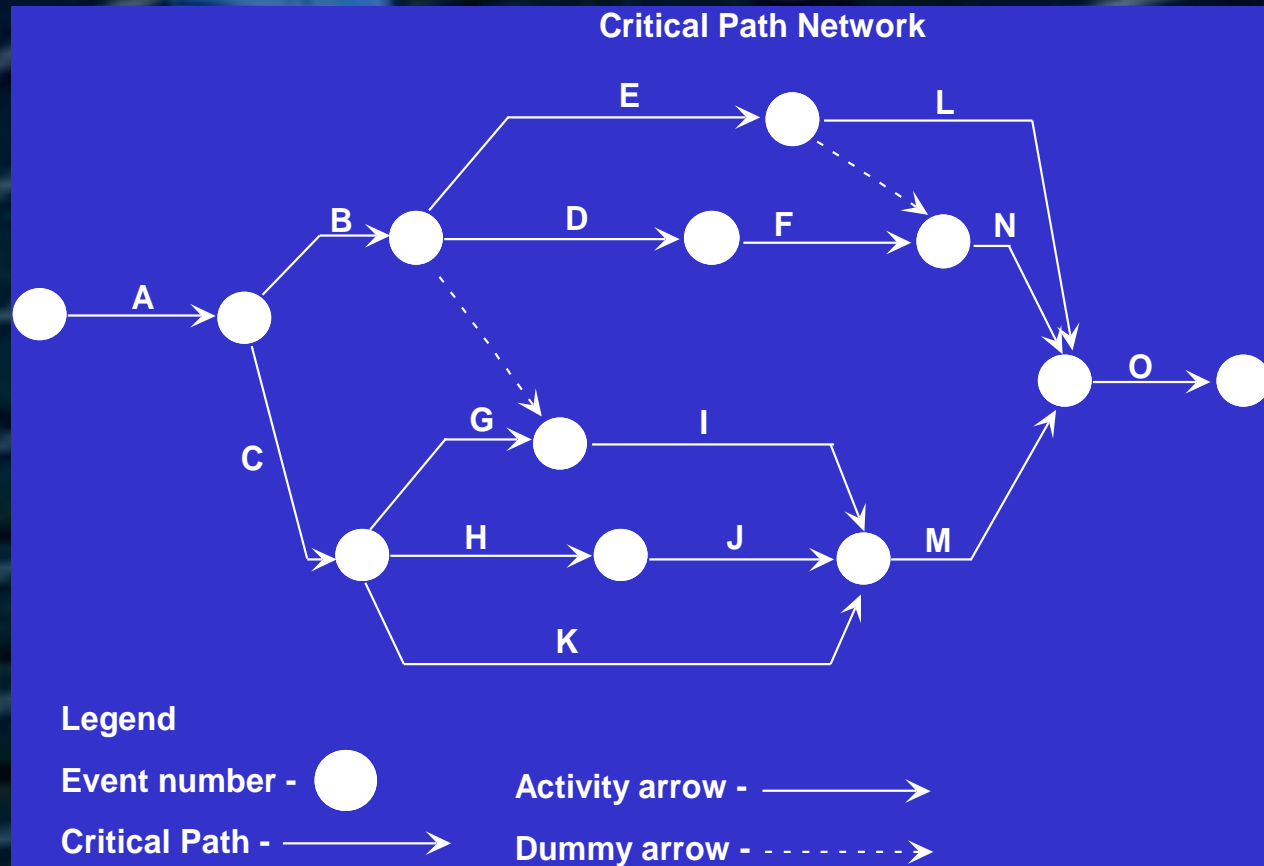 Critical Path Network
E
L
B
D
F
N
A
O
G
I
C
H
J
M
K
Legend
Event number -
Activity arrow -
Critical Path -
Dummy arrow -